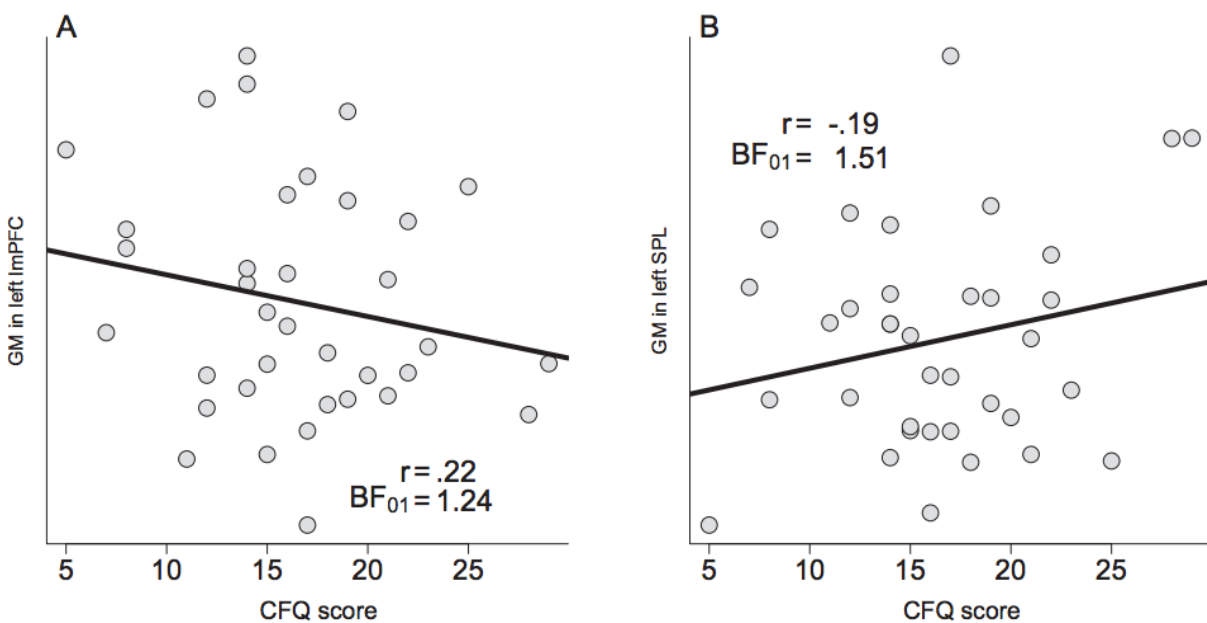 A
GM in left lmPFC
r = .22
BF01 = 1.24
5 10 15 20 25
CFQ score
B
GM in left SPL
r = -.19
BF01 = 1.51
5 10 15 20 25
CFQ score